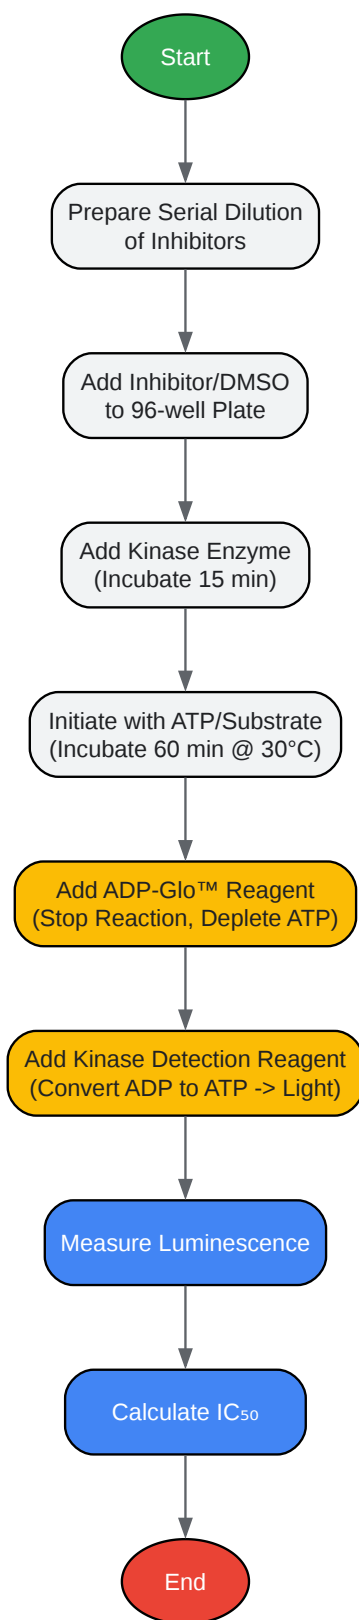 Start
Prepare Serial Dilution
of Inhibitors
Add Inhibitor/DMSO
to 96-well Plate
Add Kinase Enzyme
(Incubate 15 min)
Initiate with ATP/Substrate
(Incubate 60 min @ 30°C)
Add ADP-Glo™ Reagent
(Stop Reaction, Deplete ATP)
Add Kinase Detection Reagent
(Convert ADP to ATP -> Light)
Measure Luminescence
Calculate IC₅₀
End